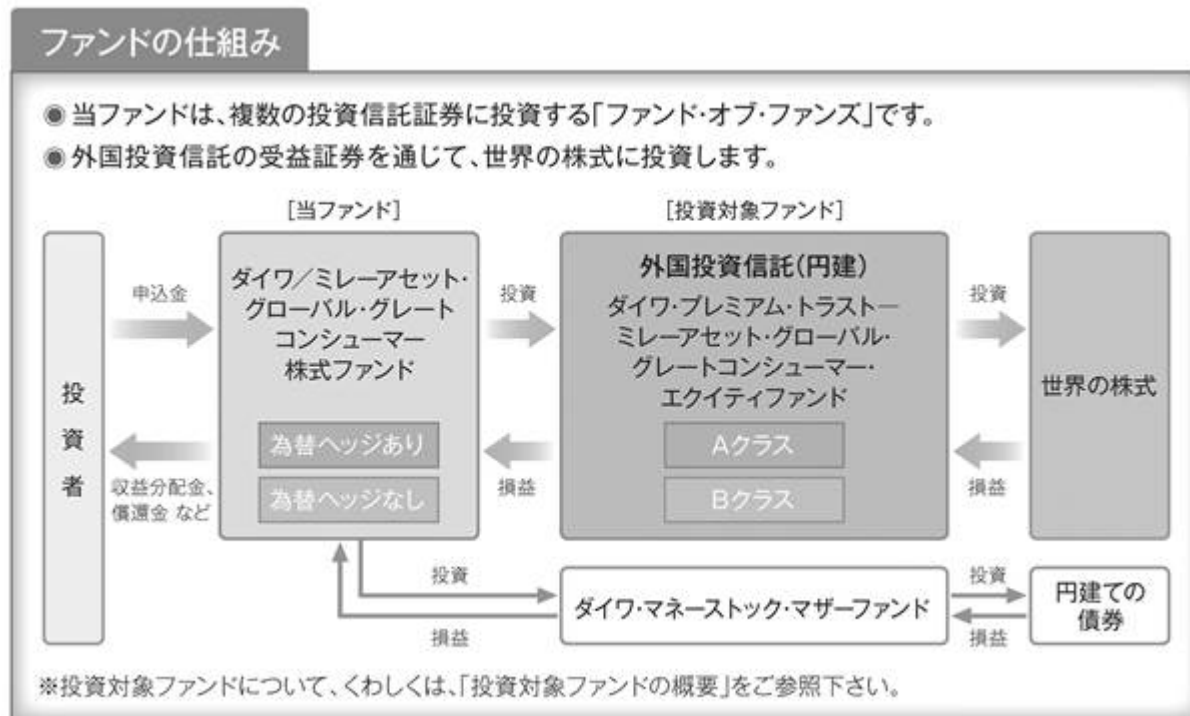 ファンドの仕組み
◉当ファンドは、複数の投資信託証券に投資する「ファンド・オブ・ファンズ」です。
◉外国投資信託の受益証券を通じて、世界の株式に投資します。
[当ファンド]
[投資対象ファンド]
投資者
申込金
収益分配金、
償還金 など
ダイワ／ミレーアセット・
グローバル・グレート
コンシューマー
株式ファンド
為替ヘッジあり
為替ヘッジなし
投資
損益
外国投資信託（円建）
ダイワ・プレミアム・トラスト―
ミレーアセット・グローバル・
グレートコンシューマー・
エクイティファンド
Aクラス
Bクラス
投資
損益
世界の株式
投資
損益
ダイワ・マネーストック・マザーファンド
投資
損益
円建ての
債券
※投資対象ファンドについて、くわしくは、「投資対象ファンドの概要」をご参照下さい。